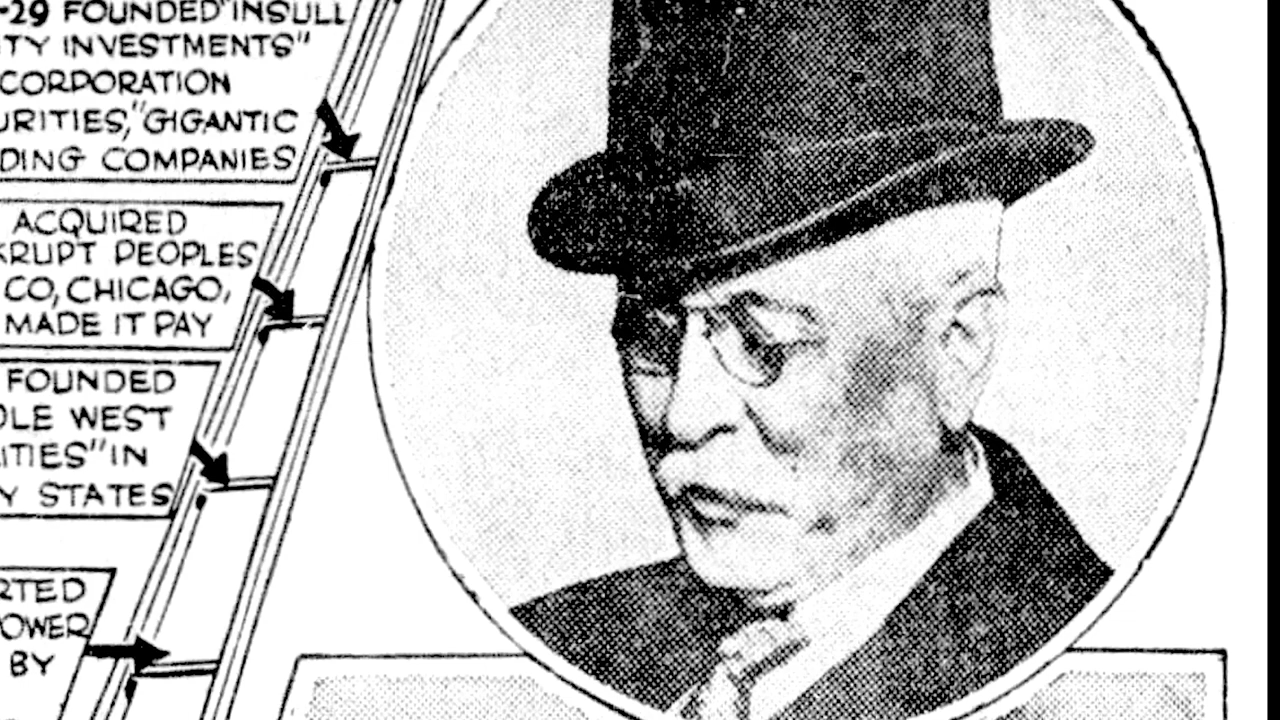 -29 FOUNDED "INSULL
TY INVESTMENTS"
CORPORATION
URITIES," GIGANTIC
DING COMPANIES
ACQUIRED
KRUPT PEOPLES
CO, CHICAGO,
MADE IT PAY
FOUNDED
DLE WEST
ITIES" IN
Y STATES
RTED
POWER
BY